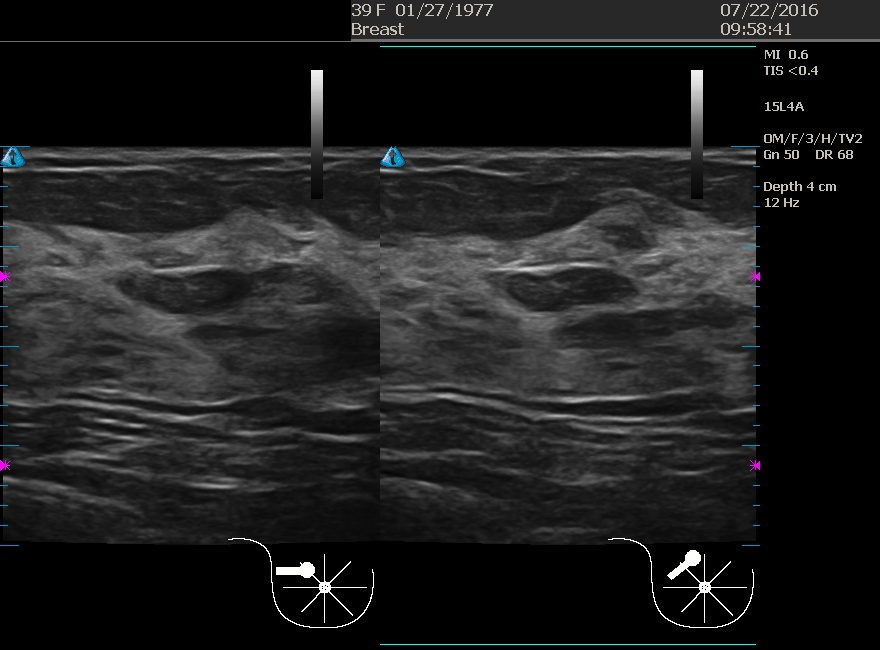 39 F 01/27/1977 07/22/2016
Breast 09:58:41
MI 0.6
TIS <0.4
15L4A
OM/F/3/H/TV2
Gn 50 DR 68
Depth 4 cm
12 Hz